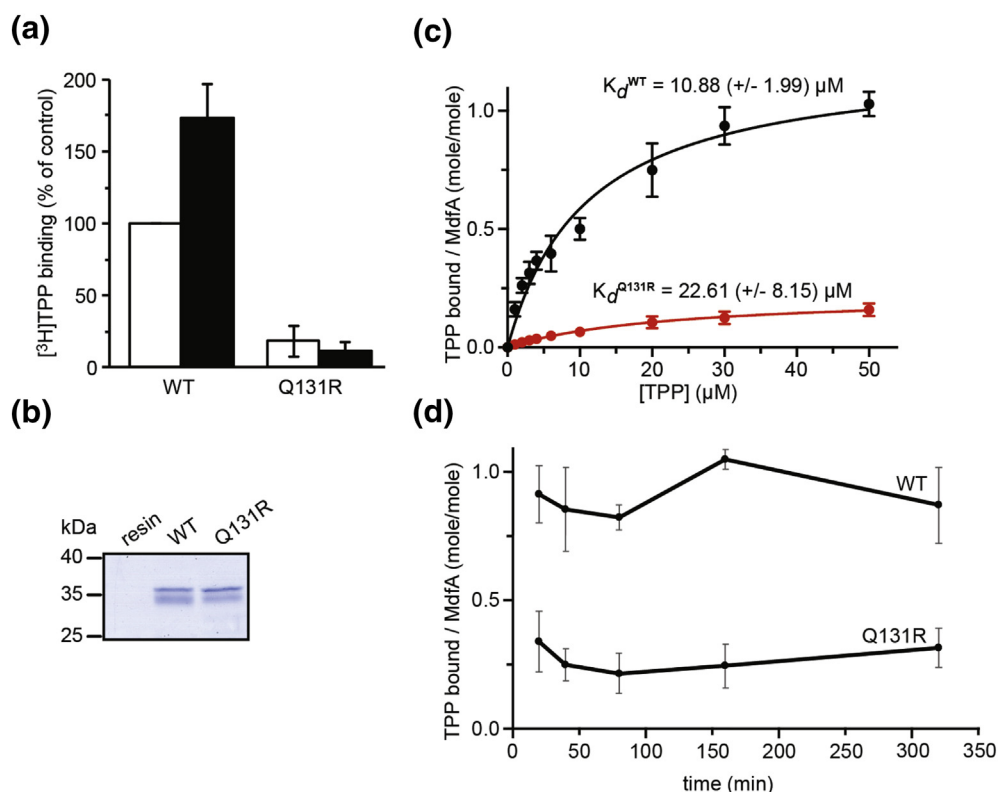 (a)
[³H]TPP binding (% of control)
200
150
100
50
0
WT
Q131R
(b)
kDa
resin
WT
Q131R
40
35
25
(c)
TPP bound / MdfA (mole/mole)
1.0
0.5
0.0
K𝑑^WT = 10.88 (+/- 1.99) µM
K𝑑^Q131R = 22.61 (+/- 8.15) µM
0
10
20
30
40
50
[TPP] (µM)
(d)
TPP bound / MdfA (mole/mole)
1.0
0.5
0.0
WT
Q131R
0
50
100
150
200
250
300
350
time (min)